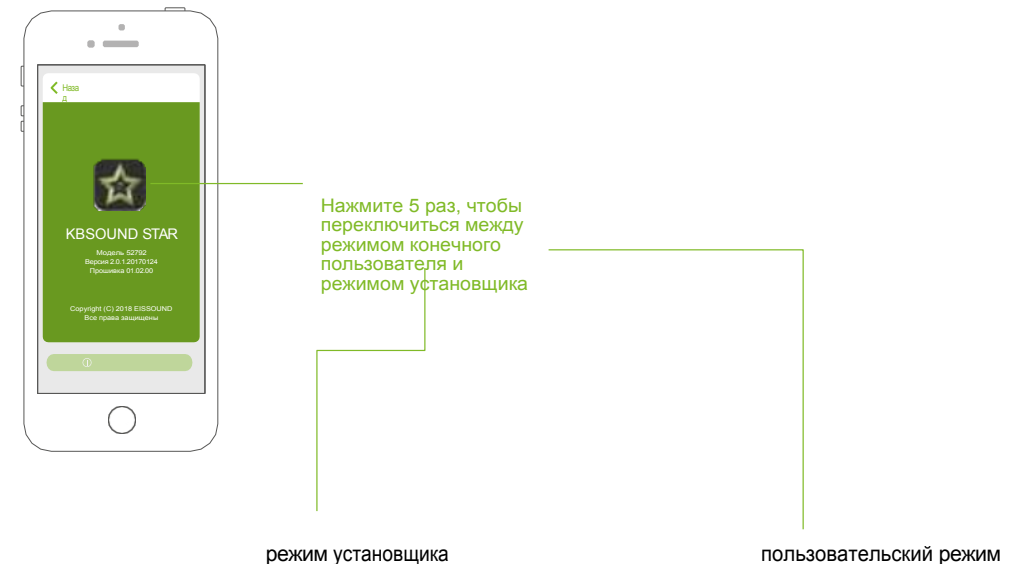 Наза
д
KBSOUND STAR
Модель 52792
Версия 2.0.1.20170124
Прошивка 01.02.00
Copyright (C) 2018 EISSOUND
Все права защищены
Нажмите 5 раз, чтобы
переключиться между
режимом конечного
пользователя и
режимом установщика
режим установщика
пользовательский режим